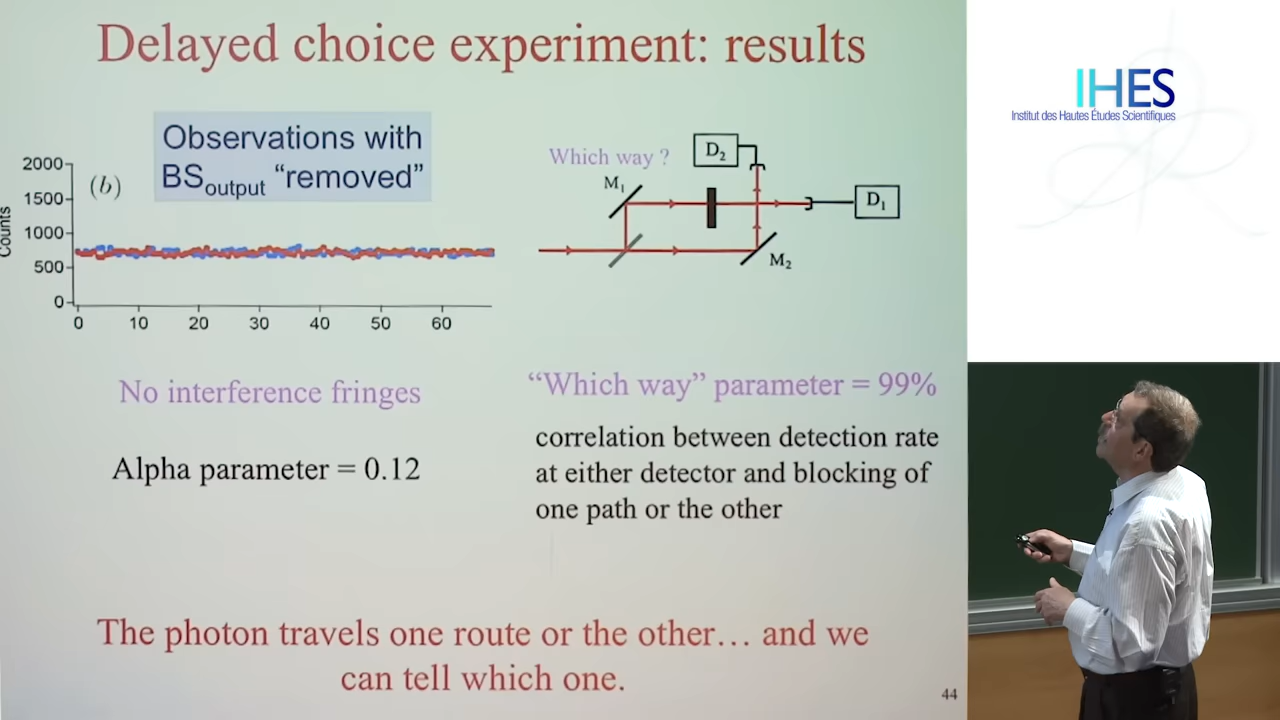 Delayed choice experiment: results
Observations with
BSoutput “removed”
(b)
Counts
2000
1500
1000
500
0
0 10 20 30 40 50 60
Which way ?
M1
D2
D1
M2
No interference fringes
Alpha parameter = 0.12
“Which way” parameter = 99%
correlation between detection rate
at either detector and blocking of
one path or the other
The photon travels one route or the other… and we
can tell which one.
44
IHES
Institut des Hautes Études Scientifiques